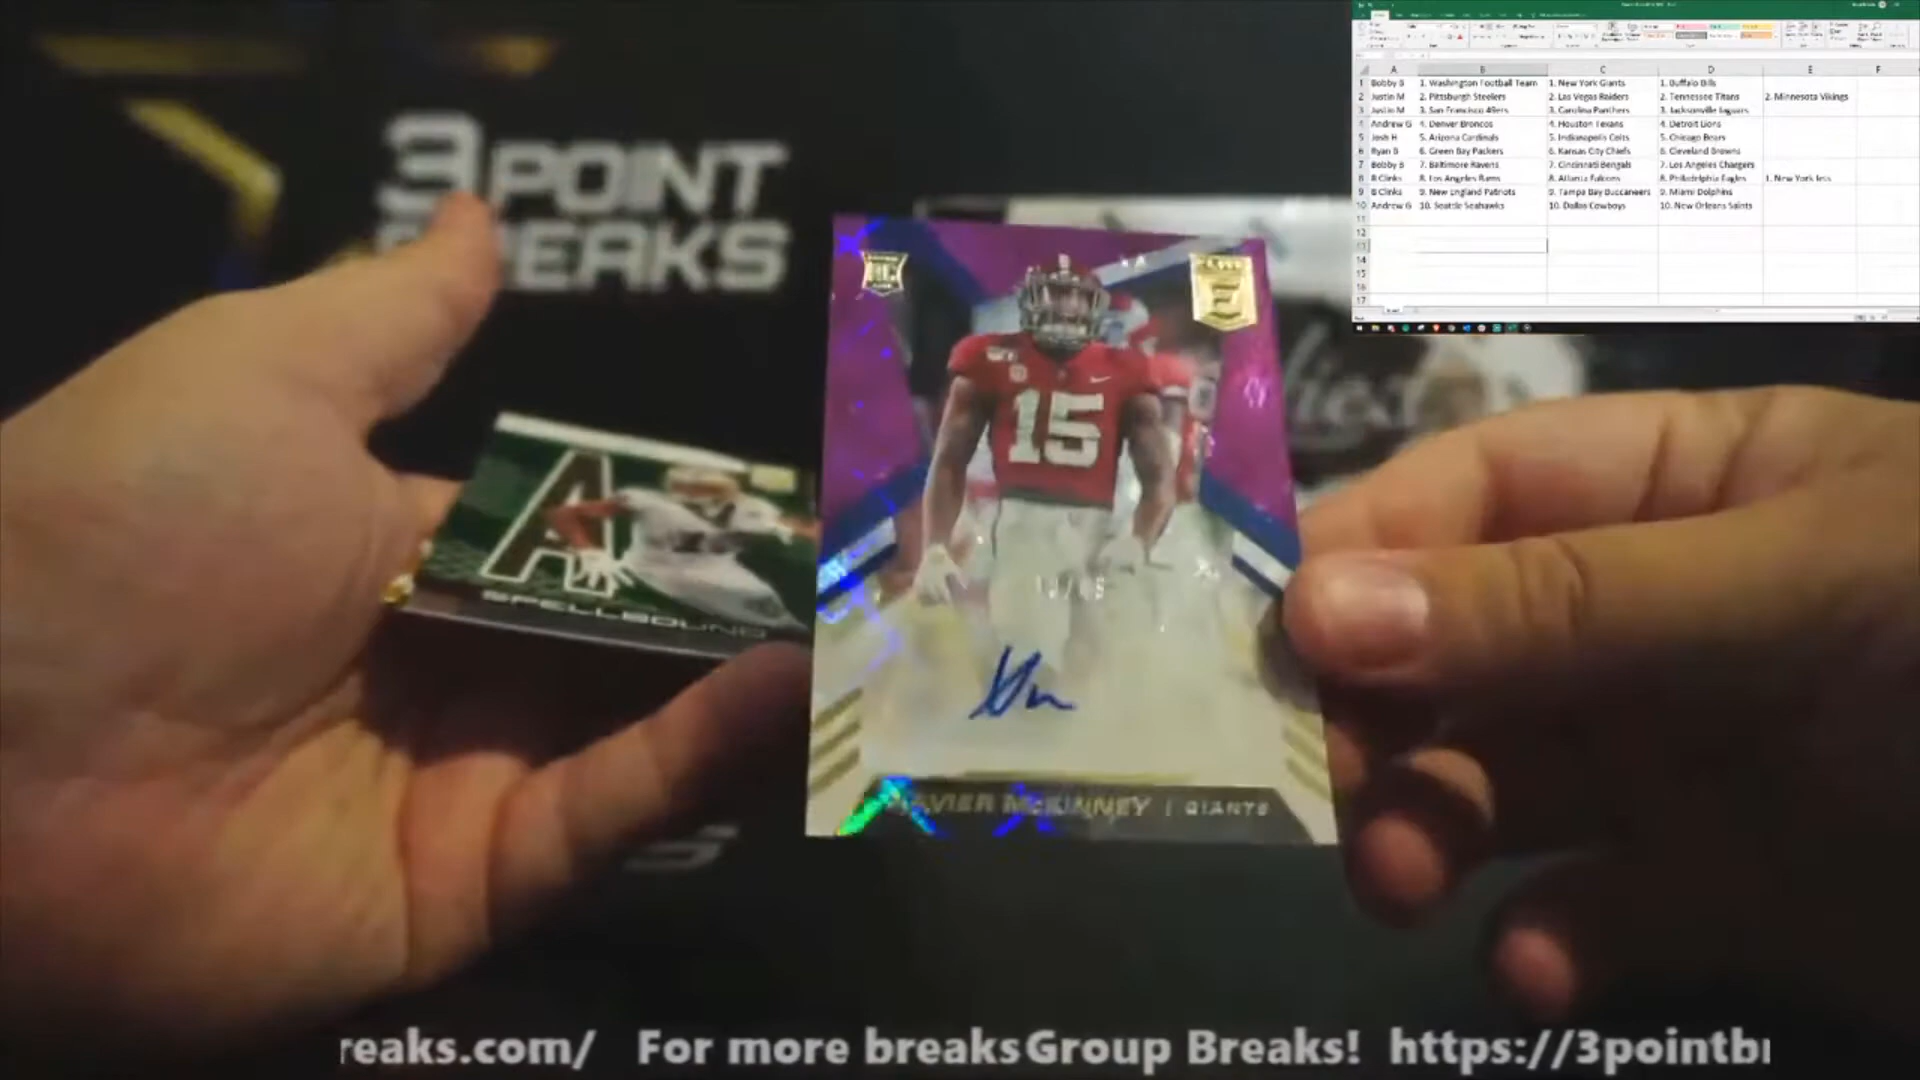 3 POINT
BREAKS
Bobby B 1. Washington Football Team 1. New York Giants 1. Buffalo Bills
Justin M 2. Pittsburgh Steelers 2. Las Vegas Raiders 2. Tennessee Titans 2. Minnesota Vikings
Justin M 3. San Francisco 49ers 3. Carolina Panthers 3. Jacksonville Jaguars
Andrew G 4. Denver Broncos 4. Houston Texans 4. Detroit Lions
Josh H 5. Arizona Cardinals 5. Indianapolis Colts 5. Chicago Bears
Ryan B 6. Green Bay Packers 6. Kansas City Chiefs 6. Cleveland Browns
Bobby B 7. Baltimore Ravens 7. Cincinnati Bengals 7. Los Angeles Chargers
B Clinks 8. Los Angeles Rams 8. Atlanta Falcons 8. Philadelphia Eagles 1. New York Jets
B Clinks 9. New England Patriots 9. Tampa Bay Buccaneers 9. Miami Dolphins
Andrew G 10. Seattle Seahawks 10. Dallas Cowboys 10. New Orleans Saints
RC
E
15
A
SPELLBOUND
XAVIER McKINNEY | GIANTS
reaks.com/ For more breaksGroup Breaks! https://3pointbr